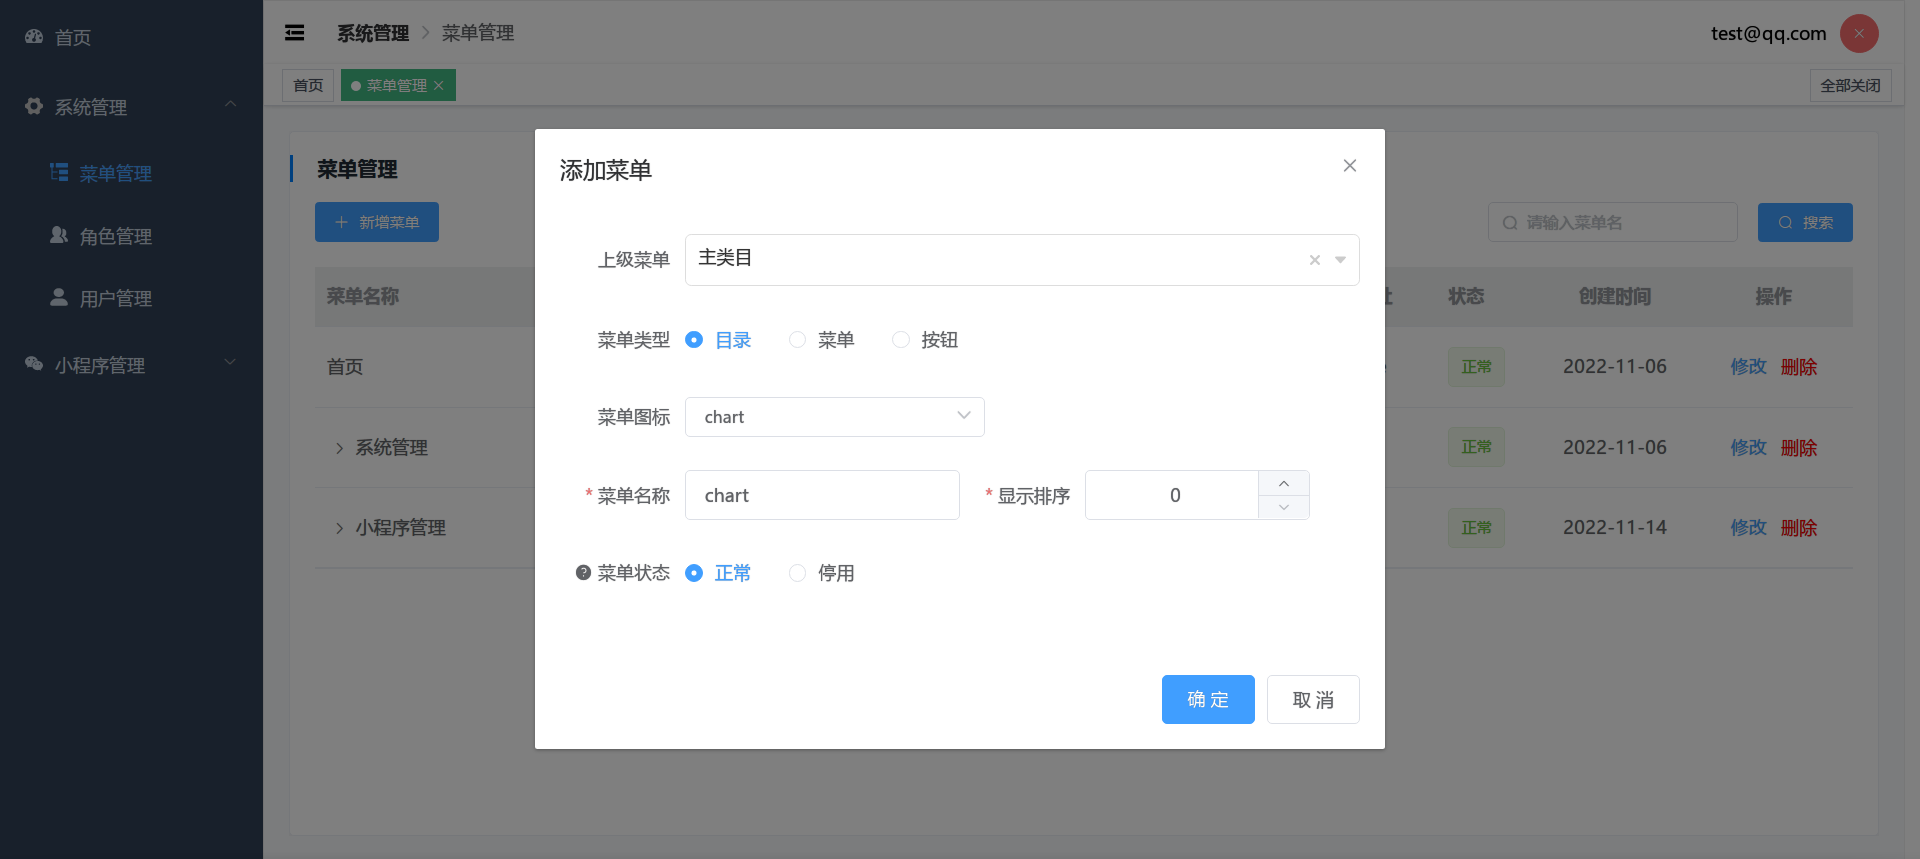 首页
系统管理
菜单管理
角色管理
用户管理
小程序管理
系统管理 菜单管理
test@qq.com
首页 菜单管理 全部关闭
菜单管理
新增菜单 请输入菜单名 搜索
菜单名称 状态 创建时间 操作
首页 正常 2022-11-06 修改 删除
系统管理 正常 2022-11-06 修改 删除
小程序管理 正常 2022-11-14 修改 删除
添加菜单
上级菜单 主类目
菜单类型 目录 菜单 按钮
菜单图标 chart
* 菜单名称 chart * 显示排序 0
菜单状态 正常 停用
确 定 取 消